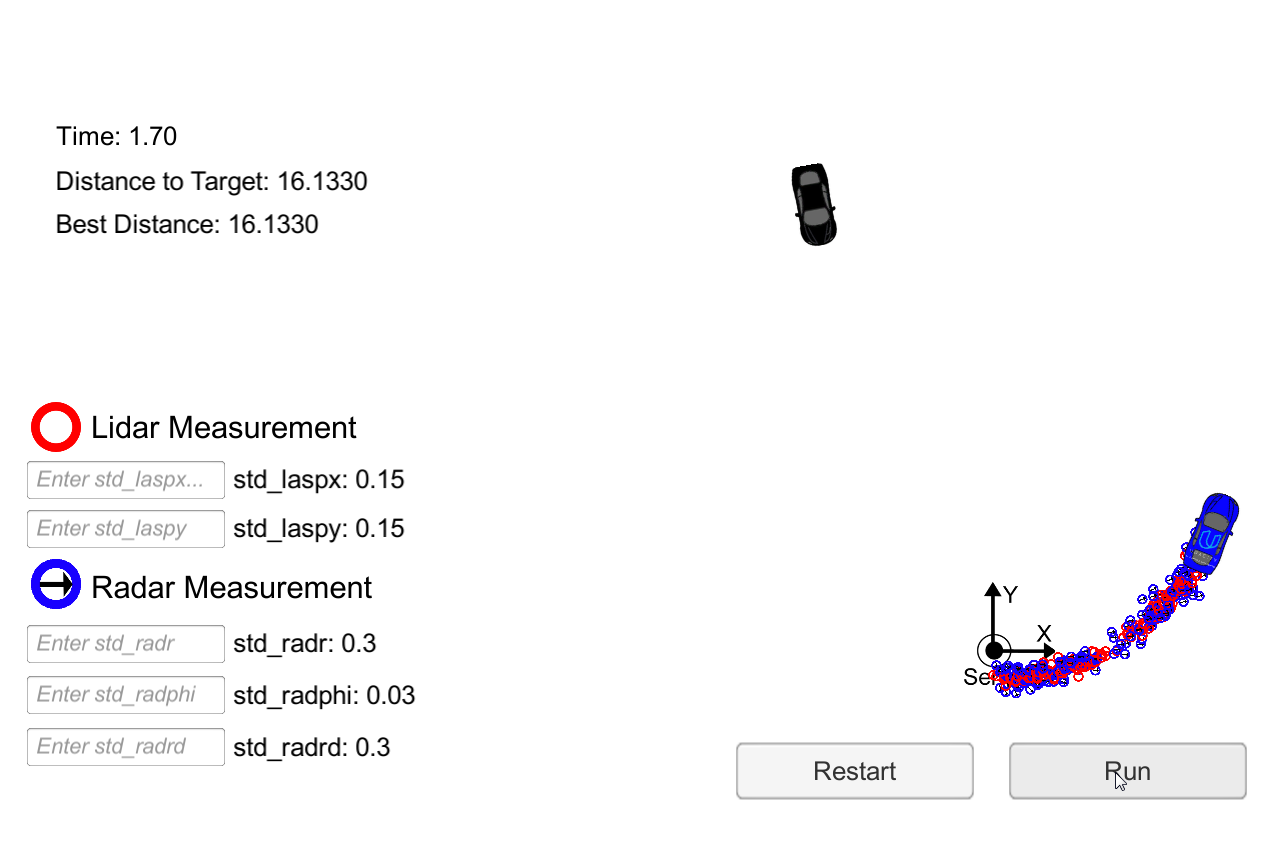 Time: 1.70
Distance to Target: 16.1330
Best Distance: 16.1330
Lidar Measurement
Enter std_laspx... std_laspx: 0.15
Enter std_laspy std_laspy: 0.15
Radar Measurement
Enter std_radr std_radr: 0.3
Enter std_radphi std_radphi: 0.03
Enter std_radrd std_radrd: 0.3
Y
X
Restart Run